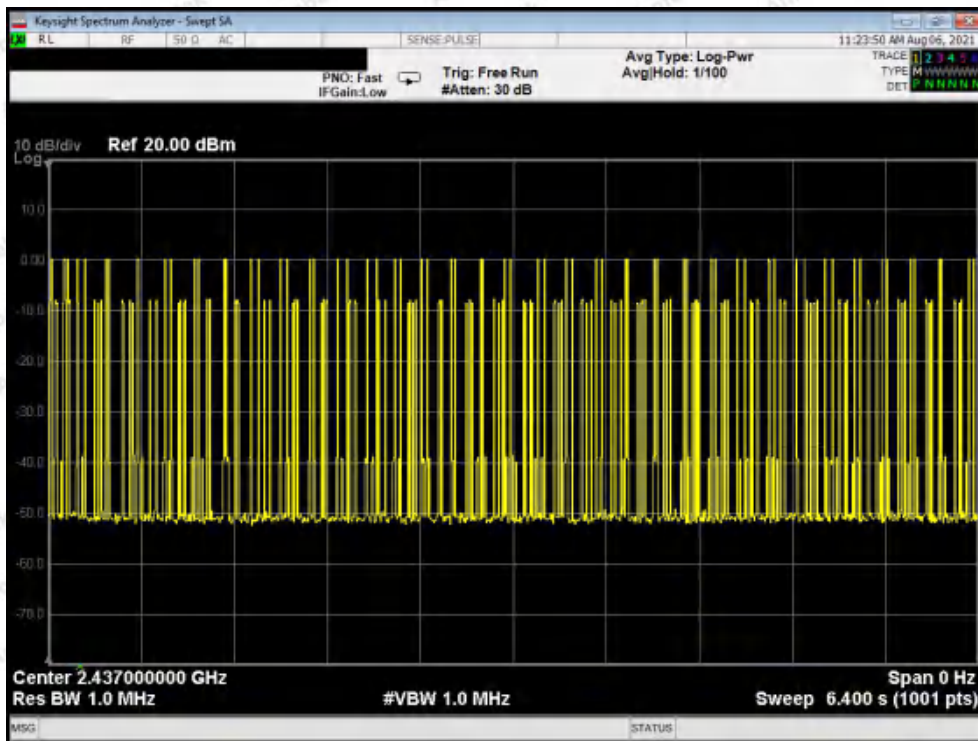 Keysight Spectrum Analyzer - Swept SA
RL RF 50 Ω AC SENSE:PULSE 11:23:50 AM Aug 06, 2021
Avg Type: Log-Pwr TRACE 1 2 3 4 5 6
PNO: Fast Trig: Free Run Avg|Hold: 1/100 TYPE M WWWWW
IFGain:Low #Atten: 30 dB DET P N N N N N
10 dB/div Ref 20.00 dBm
Log
10.0
0.00
-10.0
-20.0
-30.0
-40.0
-50.0
-60.0
-70.0
Center 2.437000000 GHz Span 0 Hz
Res BW 1.0 MHz #VBW 1.0 MHz Sweep 6.400 s (1001 pts)
MSG STATUS